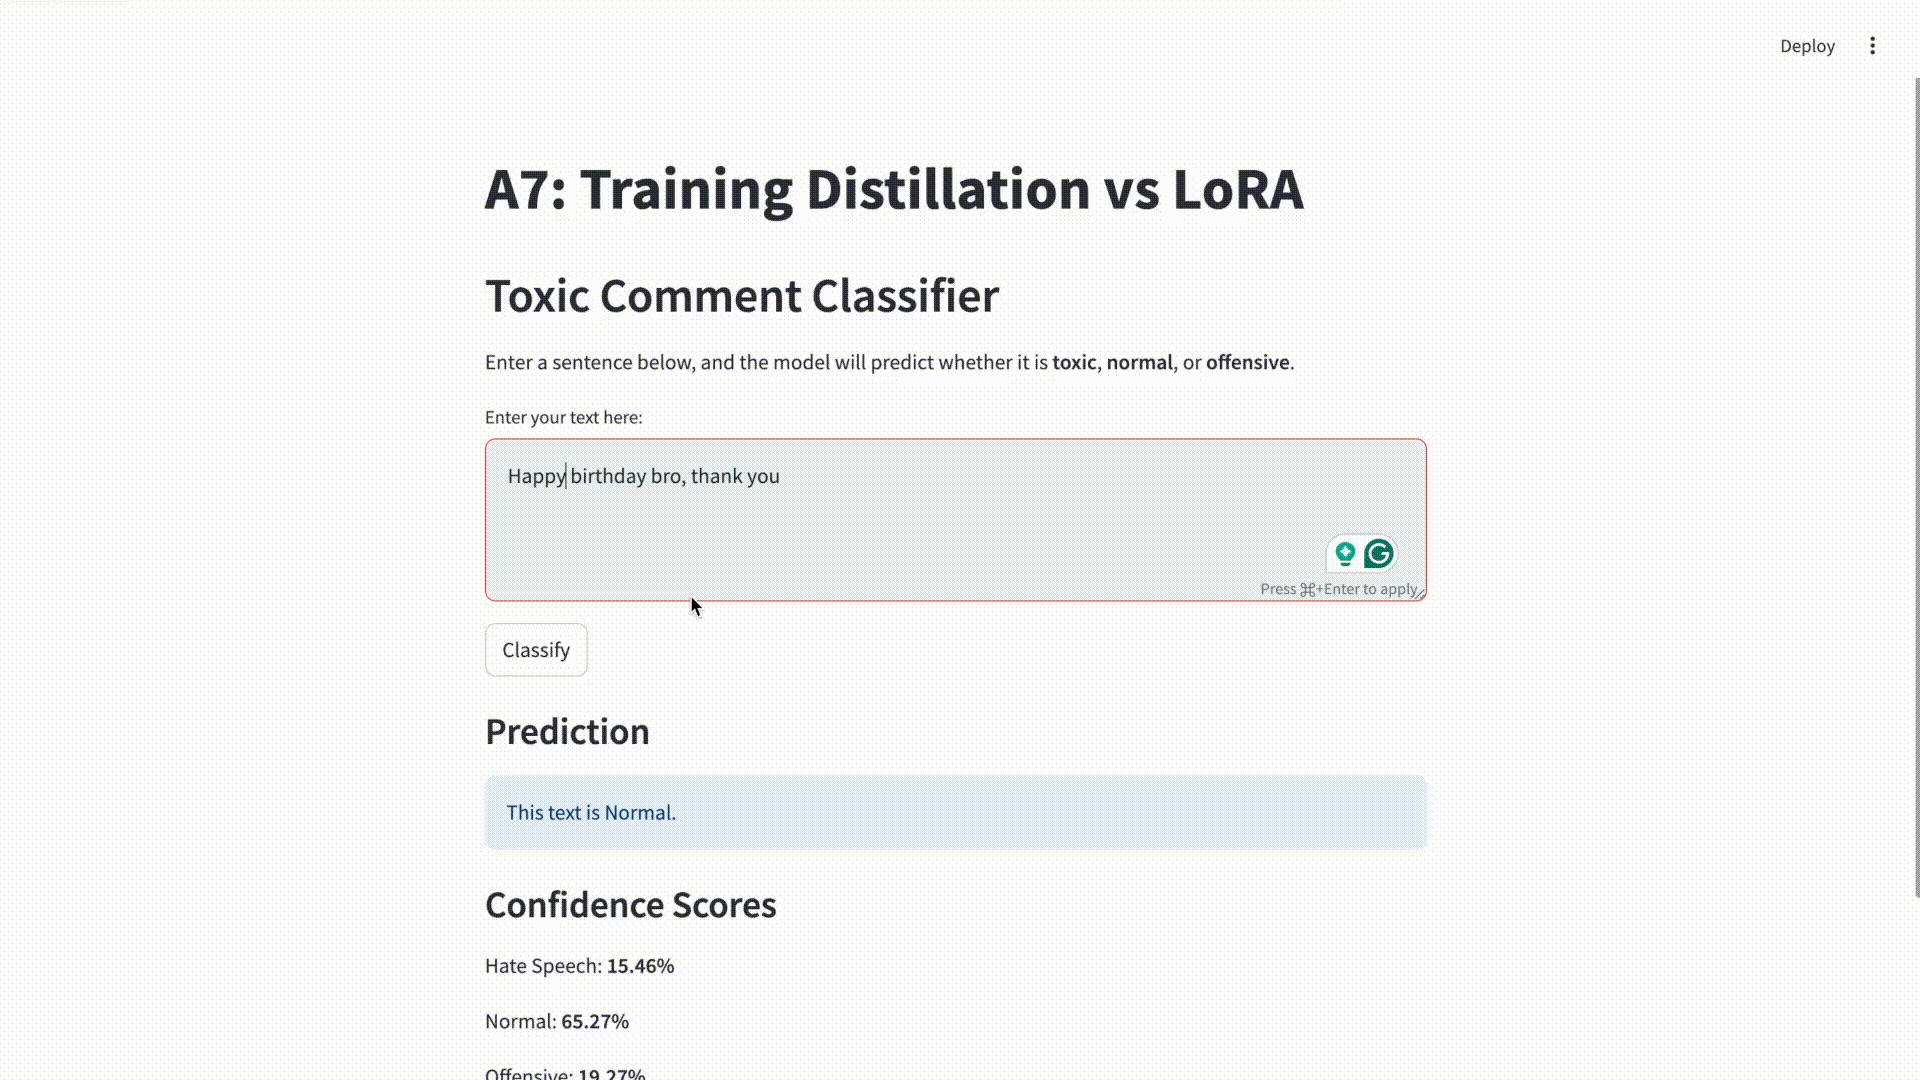 Deploy
A7: Training Distillation vs LoRA
Toxic Comment Classifier
Enter a sentence below, and the model will predict whether it is toxic, normal, or offensive.
Enter your text here:
Happy birthday bro, thank you
Press ⌘+Enter to apply
Classify
Prediction
This text is Normal.
Confidence Scores
Hate Speech: 15.46%
Normal: 65.27%
Offensive: 19.27%